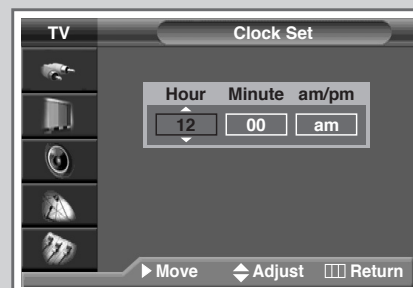 TV Clock Set
Hour Minute am/pm
12 00 am
Move Adjust Return